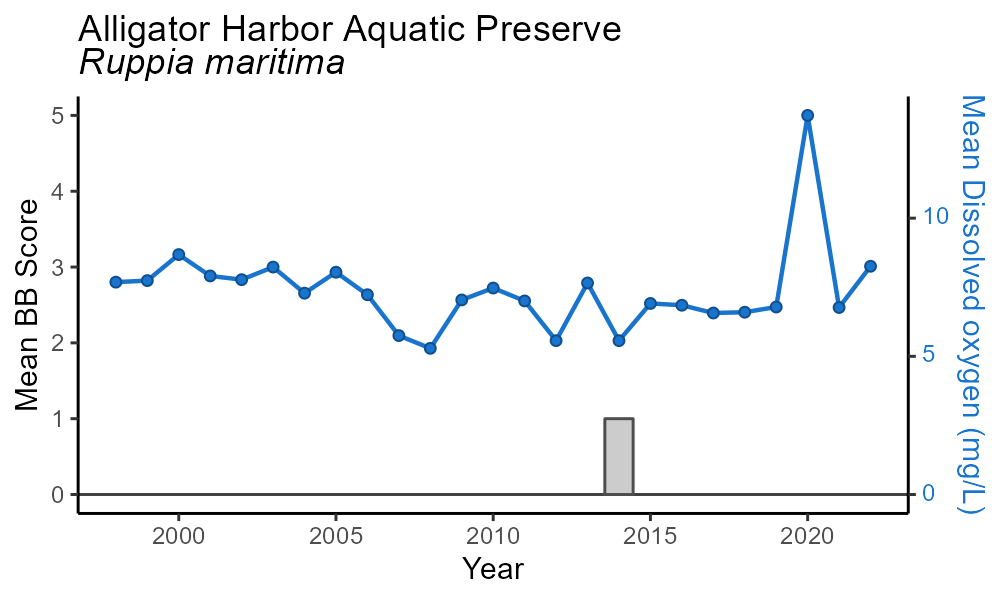 Alligator Harbor Aquatic Preserve
Ruppia maritima
Mean BB Score
5
4
3
2
1
0
10
5
0
Mean Dissolved oxygen (mg/L)
2000 2005 2010 2015 2020
Year